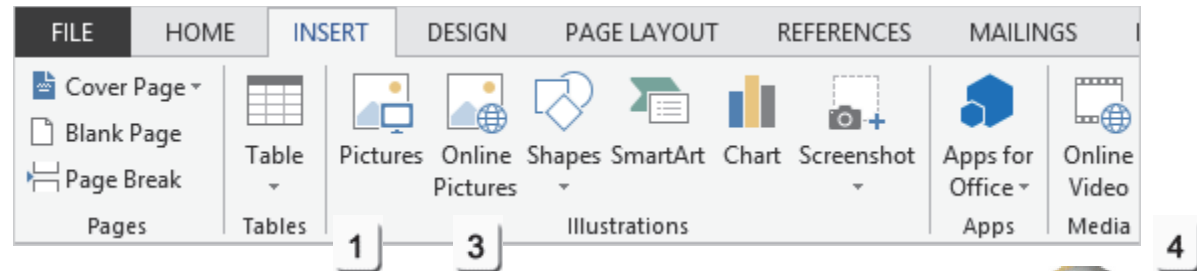 FILE HOME INSERT DESIGN PAGE LAYOUT REFERENCES MAILINGS
Cover Page
Blank Page
Page Break
Pages
Table
Tables
Pictures
Online
Pictures
Shapes
SmartArt
Chart
Screenshot
Illustrations
Apps for
Office
Apps
Online
Video
Media
1
3
4